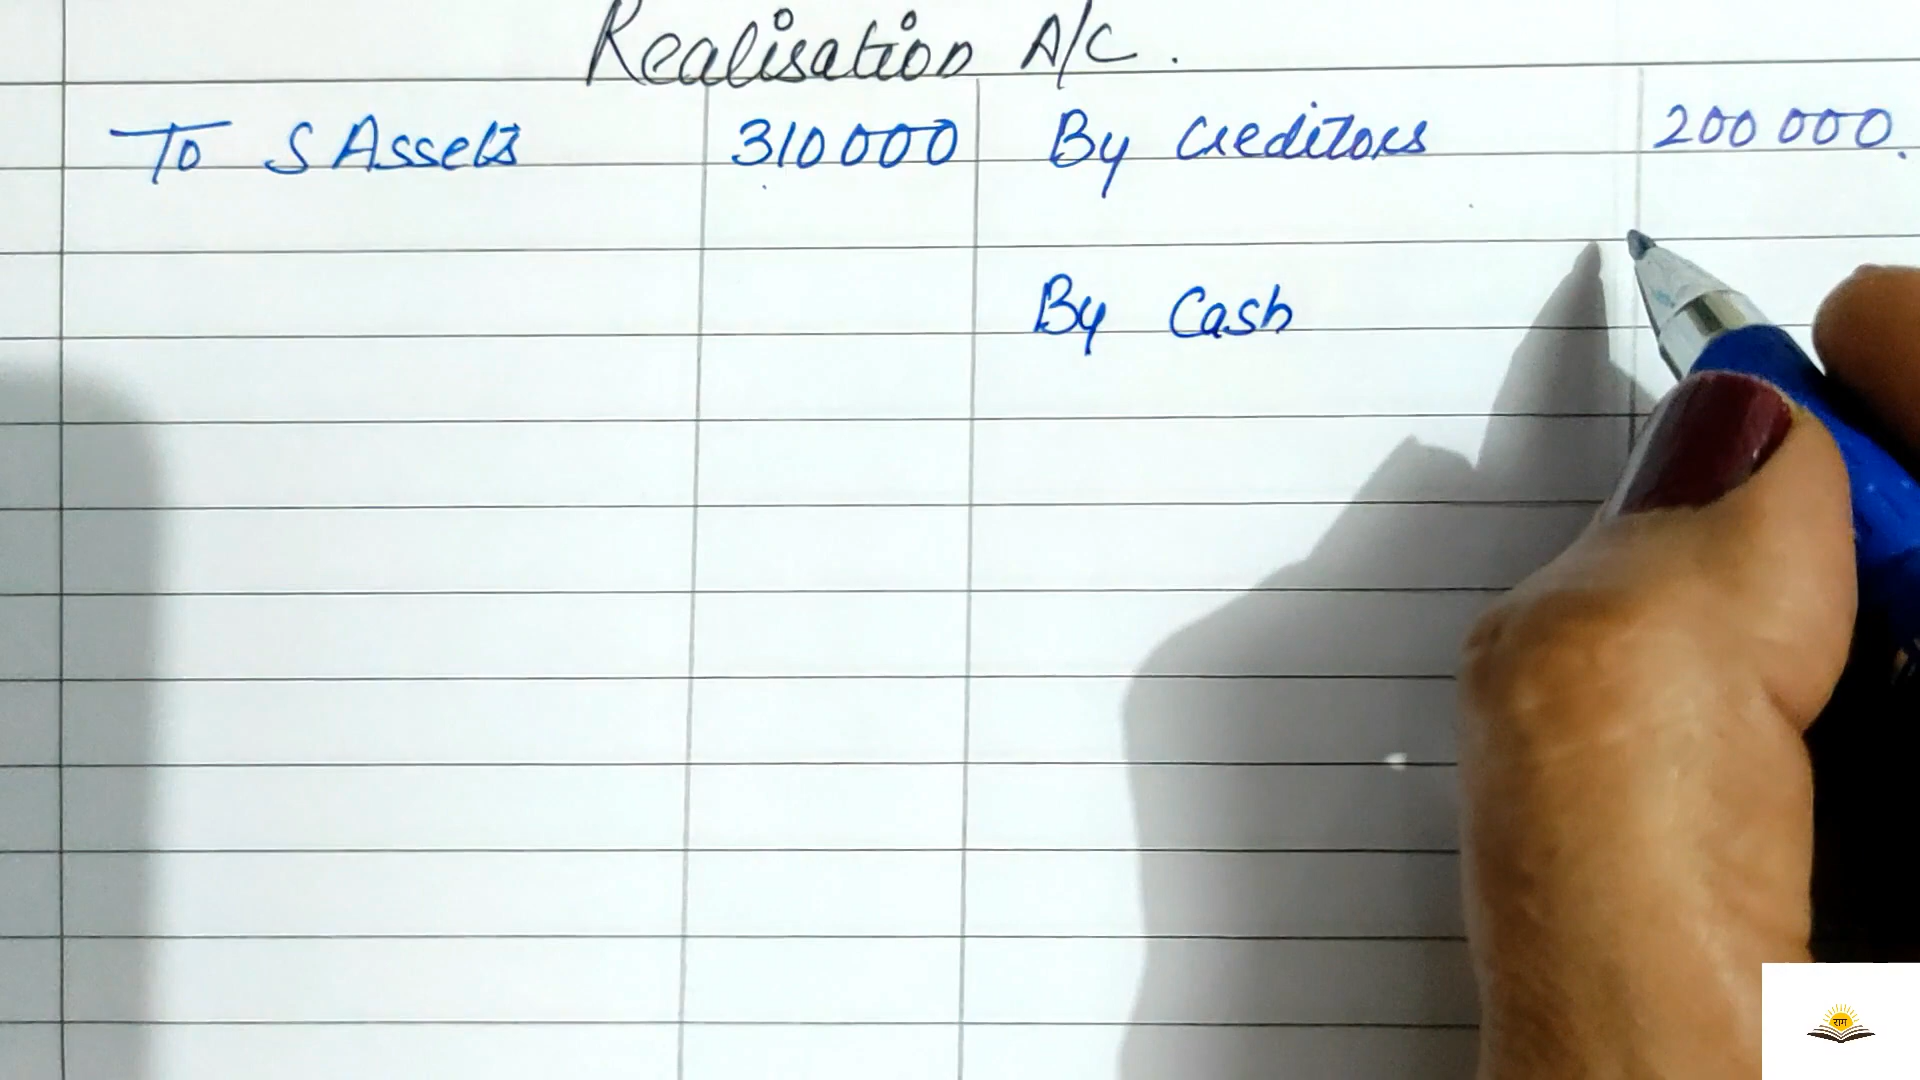 Realisation A/C.
To S Assets 310000 By Creditors 200000.
By Cash
राग